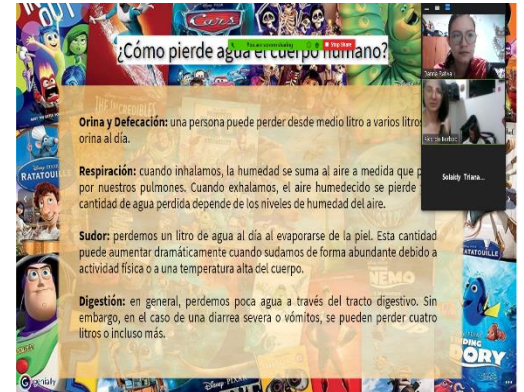 OUT
Cars
¿Cómo pierde agua el cuerpo humano?
Stop Share
THE INCREDIBLES
Orina y Defecación: una persona puede perder desde medio litro a varios litros
orina al día.
Respiración: cuando inhalamos, la humedad se suma al aire a medida que
por nuestros pulmones. Cuando exhalamos, el aire humedecido se pierde
cantidad de agua perdida depende de los niveles de humedad del aire.
Sudor: perdemos un litro de agua al día al evaporarse de la piel. Esta cantidad
puede aumentar dramáticamente cuando sudamos de forma abundante debido a
actividad física o a una temperatura alta del cuerpo.
Digestión: en general, perdemos poca agua a través del tracto digestivo. Sin
embargo, en el caso de una diarrea severa o vómitos, se pueden perder cuatro
litros o incluso más.
Solaidy Triana...
RATATOUILLE
RATATOUILLE
NEMO
DORY